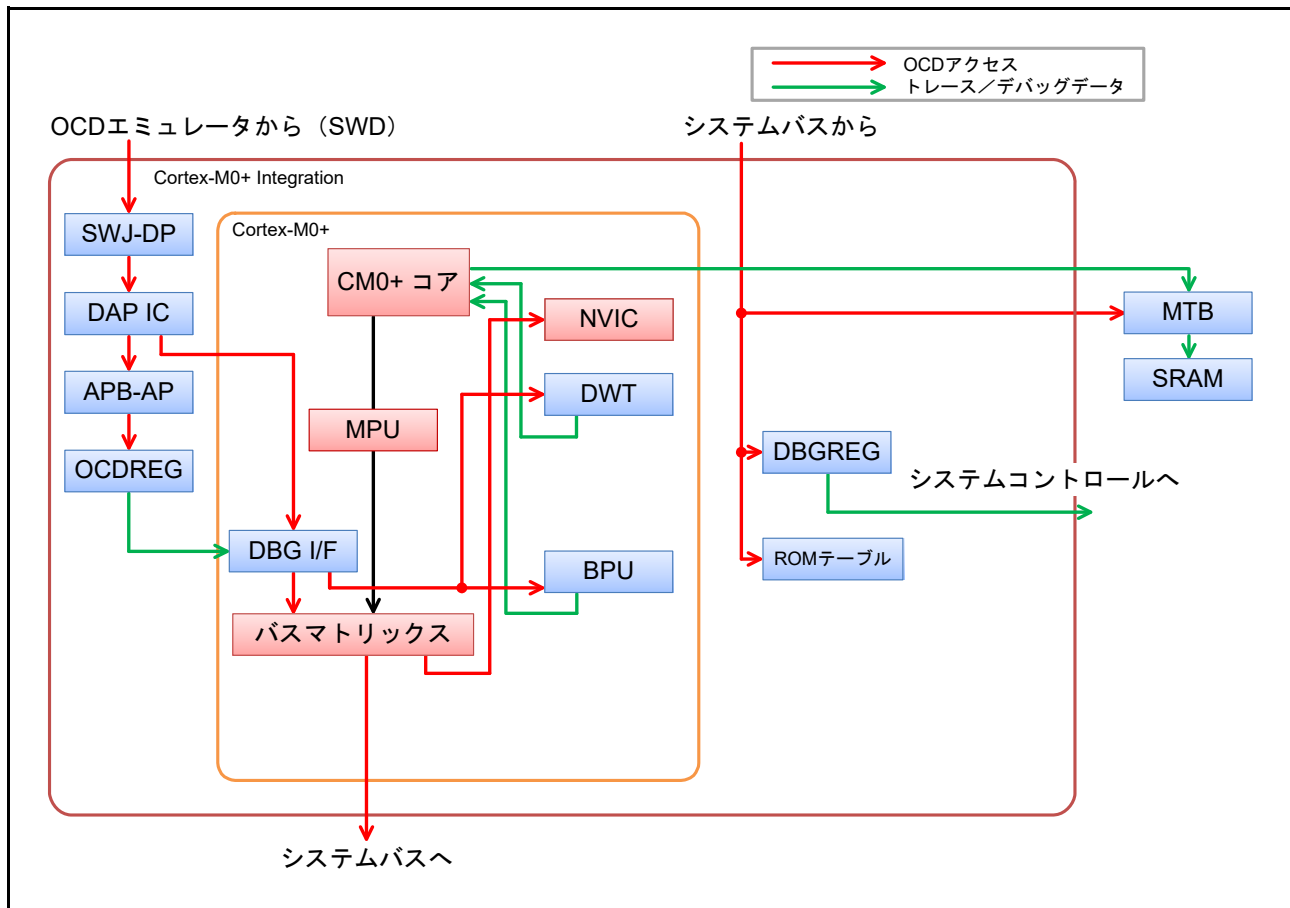 OCDアクセス
トレース／デバッグデータ
OCDエミュレータから（SWD）
システムバスから
Cortex-M0+ Integration
SWJ-DP
Cortex-M0+
CM0+ コア
DAP IC
NVIC
MTB
APB-AP
DWT
SRAM
MPU
OCDREG
DBGREG
システムコントロールへ
DBG I/F
BPU
ROMテーブル
バスマトリックス
システムバスへ